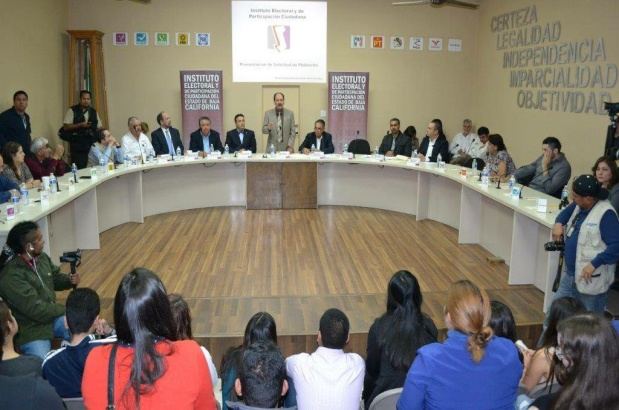 Instituto Electoral y de
Participación Ciudadana
INSTITUTO
ELECTORAL Y
DE PARTICIPACIÓN
CIUDADANA DEL
ESTADO DE BAJA
CALIFORNIA
INSTITUTO
ELECTORAL Y
DE PARTICIPACIÓN
CIUDADANA DEL
ESTADO DE BAJA
CALIFORNIA
CERTEZA
LEGALIDAD
INDEPENDENCIA
IMPARCIALIDAD
OBJETIVIDAD